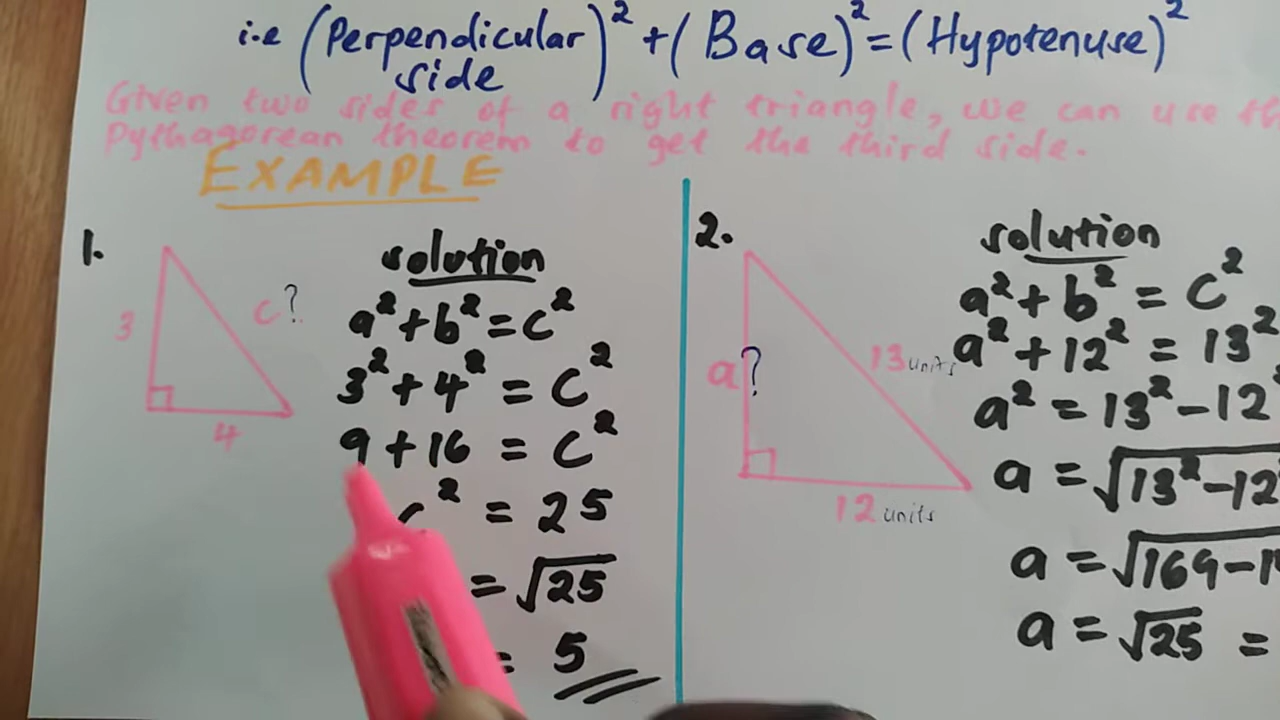 i.e (Perpendicular side)² + (Base)² = (Hypotenuse)²
Given two sides of a right triangle, we can use
Pythagorean theorem to get the third side.
EXAMPLE
1.
3
c?
4
solution
a² + b² = c²
3² + 4² = c²
9 + 16 = c²
c² = 25
= √25
= 5
2.
a?
13 units
12 units
solution
a² + b² = c²
a² + 12² = 13²
a² = 13² - 12
a = √13² - 12
a = √169 - 1
a = √25 =